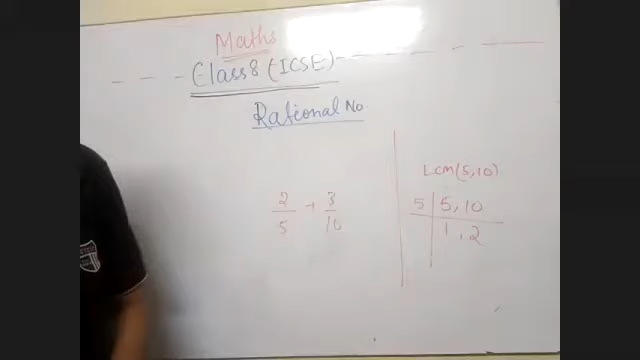 Maths
Class 8 (ICSE)
Rational No.
2/5 + 3/10
LCM(5,10)
5 | 5, 10
1, 2